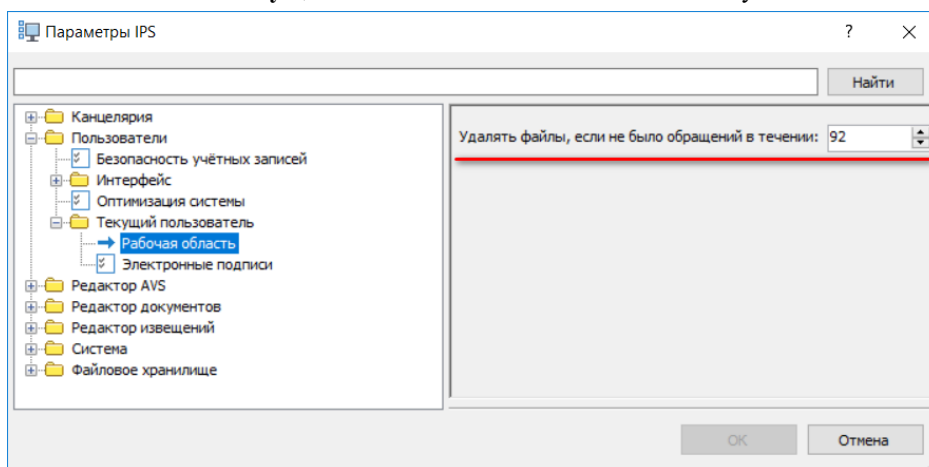 Параметры IPS
?
Найти
Канцелярия
Пользователи
Удалять файлы, если не было обращений в течении: 92
Безопасность учётных записей
Интерфейс
Оптимизация системы
Текущий пользователь
Рабочая область
Электронные подписи
Редактор AVS
Редактор документов
Редактор извещений
Система
Файловое хранилище
OK
Отмена